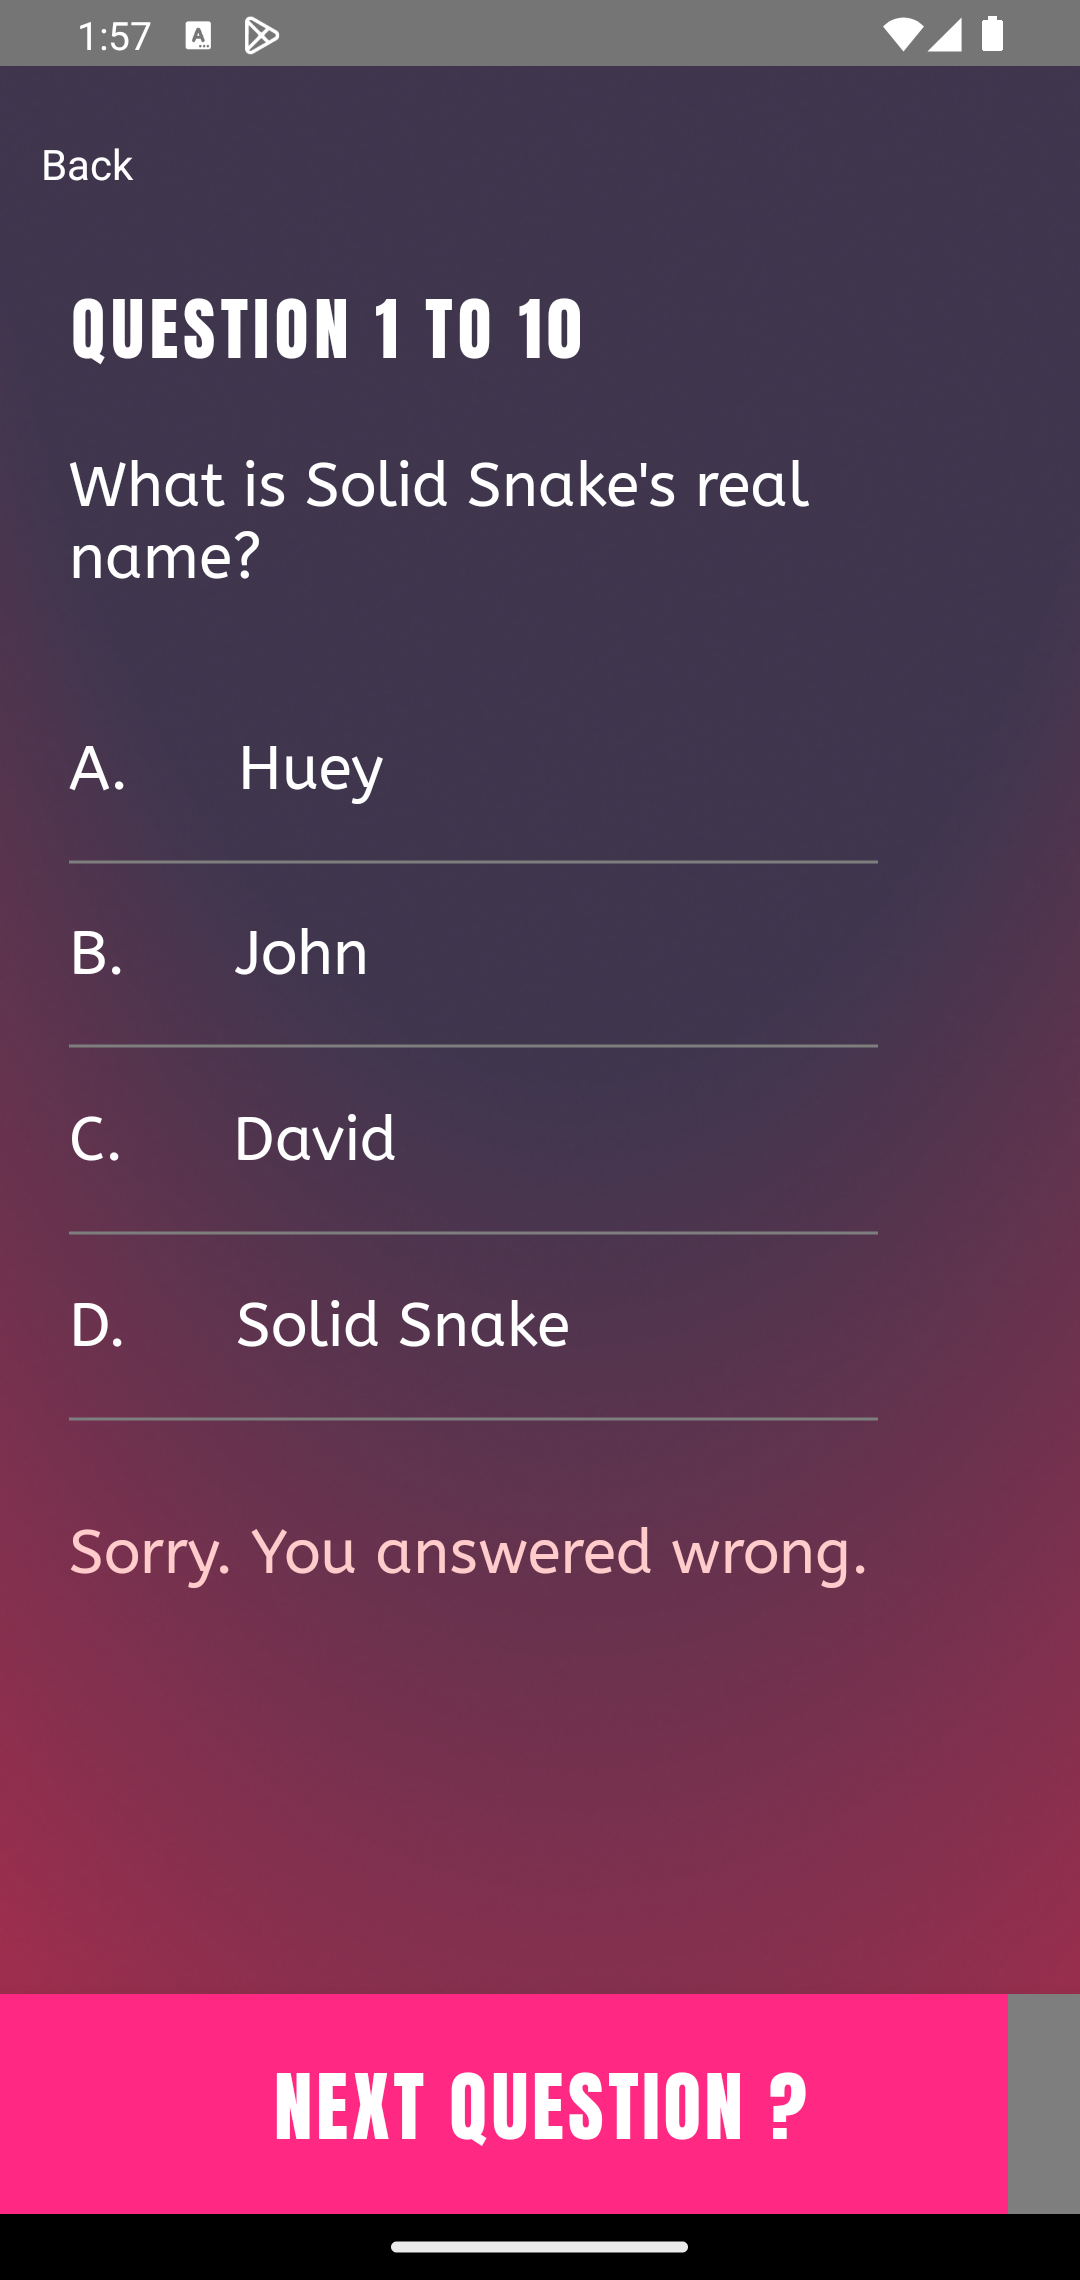 1:57
Back
QUESTION 1 TO 10
What is Solid Snake's real
name?
A. Huey
B. John
C. David
D. Solid Snake
Sorry. You answered wrong.
NEXT QUESTION ?